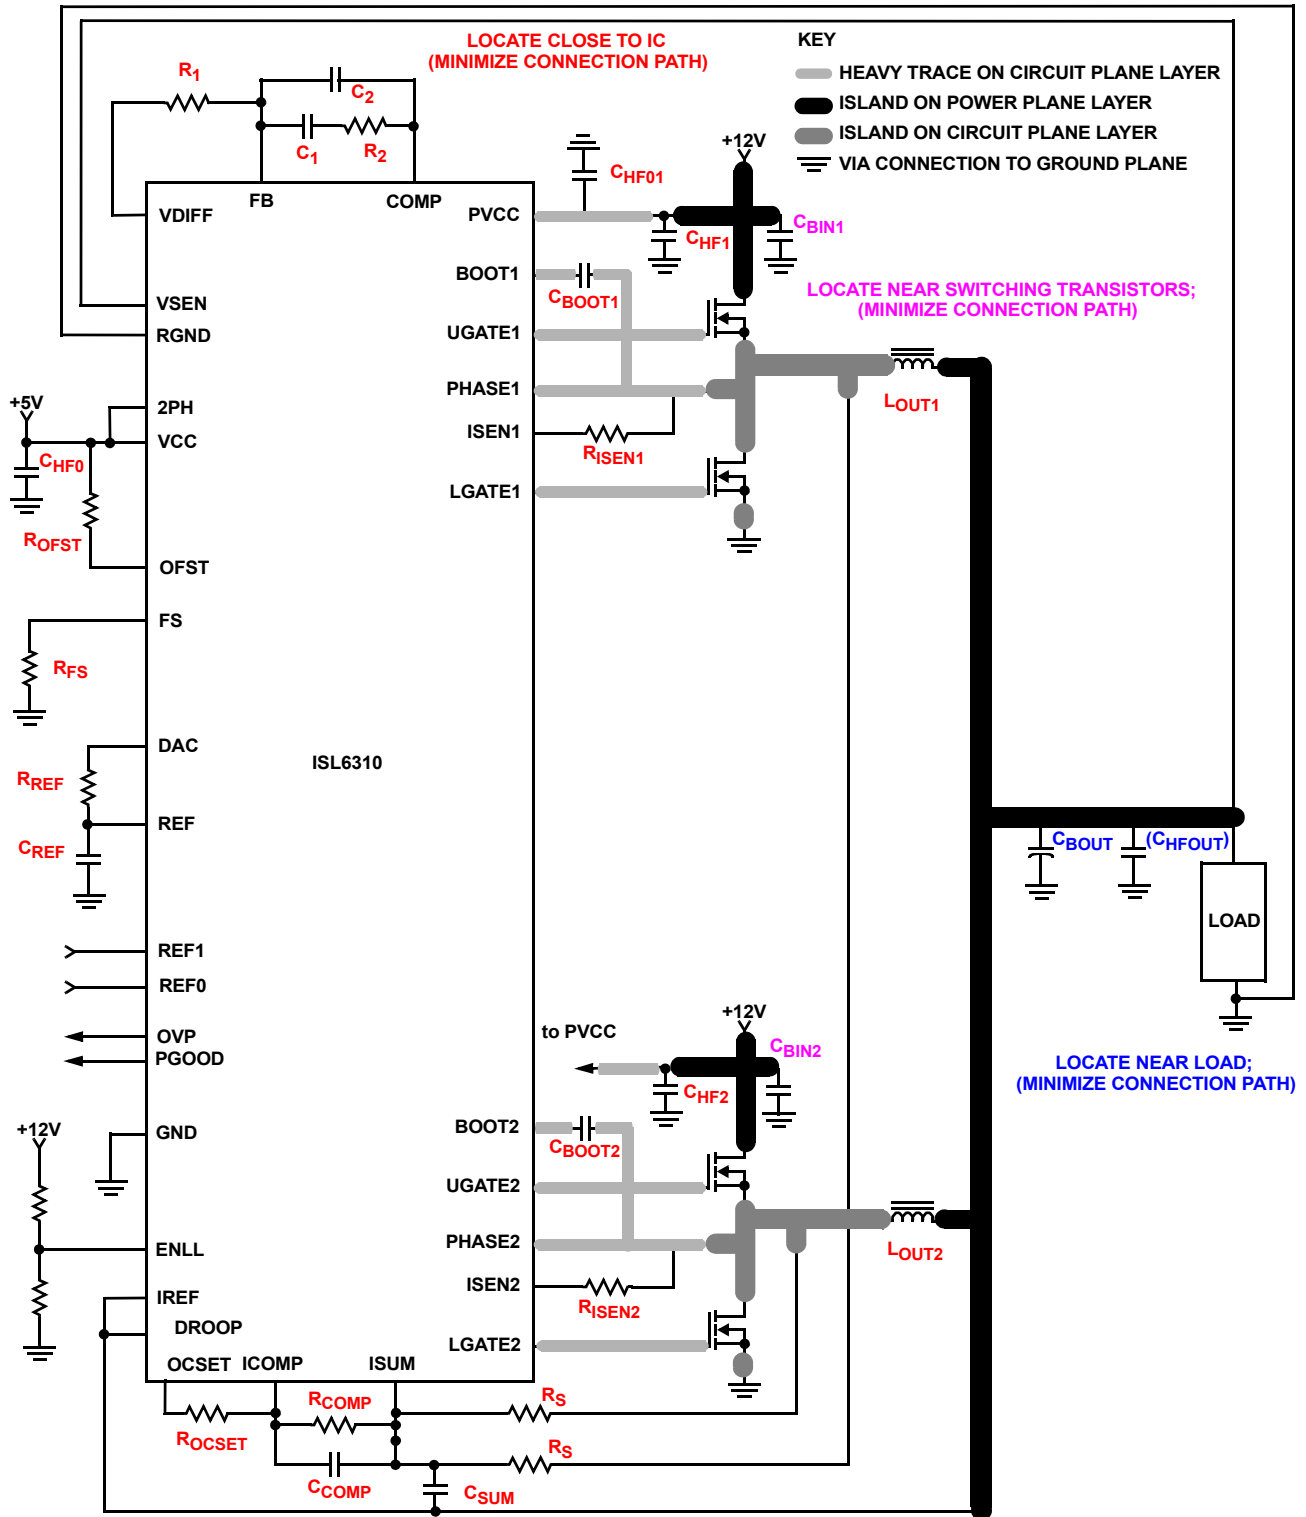 LOCATE CLOSE TO IC
(MINIMIZE CONNECTION PATH)
KEY
HEAVY TRACE ON CIRCUIT PLANE LAYER
ISLAND ON POWER PLANE LAYER
ISLAND ON CIRCUIT PLANE LAYER
VIA CONNECTION TO GROUND PLANE
R1
C2
C1
R2
+12V
CHF01
FB
COMP
VDIFF
PVCC
CHF1
CBIN1
BOOT1
CBOOT1
LOCATE NEAR SWITCHING TRANSISTORS;
(MINIMIZE CONNECTION PATH)
VSEN
RGND
UGATE1
PHASE1
LOUT1
+5V
2PH
VCC
ISEN1
RISEN1
CHF0
LGATE1
ROFST
OFST
FS
RFS
DAC
ISL6310
RREF
REF
CREF
CBOUT
(CHFOUT)
LOAD
REF1
REF0
OVP
PGOOD
to PVCC
+12V
CBIN2
CHF2
LOCATE NEAR LOAD;
(MINIMIZE CONNECTION PATH)
+12V
GND
BOOT2
CBOOT2
UGATE2
PHASE2
LOUT2
ENLL
ISEN2
RISEN2
IREF
DROOP
LGATE2
OCSET
ICOMP
ISUM
RCOMP
RS
ROCSET
RS
CCOMP
CSUM